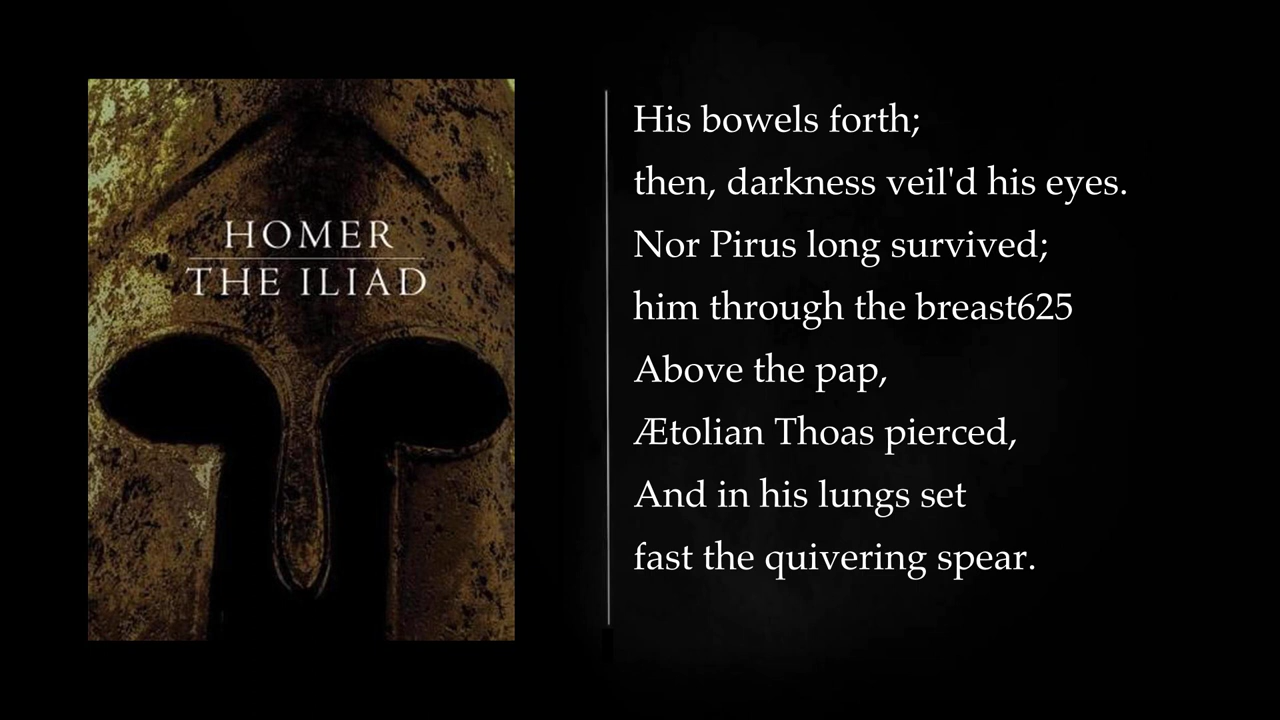 HOMER
THE ILIAD
His bowels forth;
then, darkness veil'd his eyes.
Nor Pirus long survived;
him through the breast625
Above the pap,
Ætolian Thoas pierced,
And in his lungs set
fast the quivering spear.